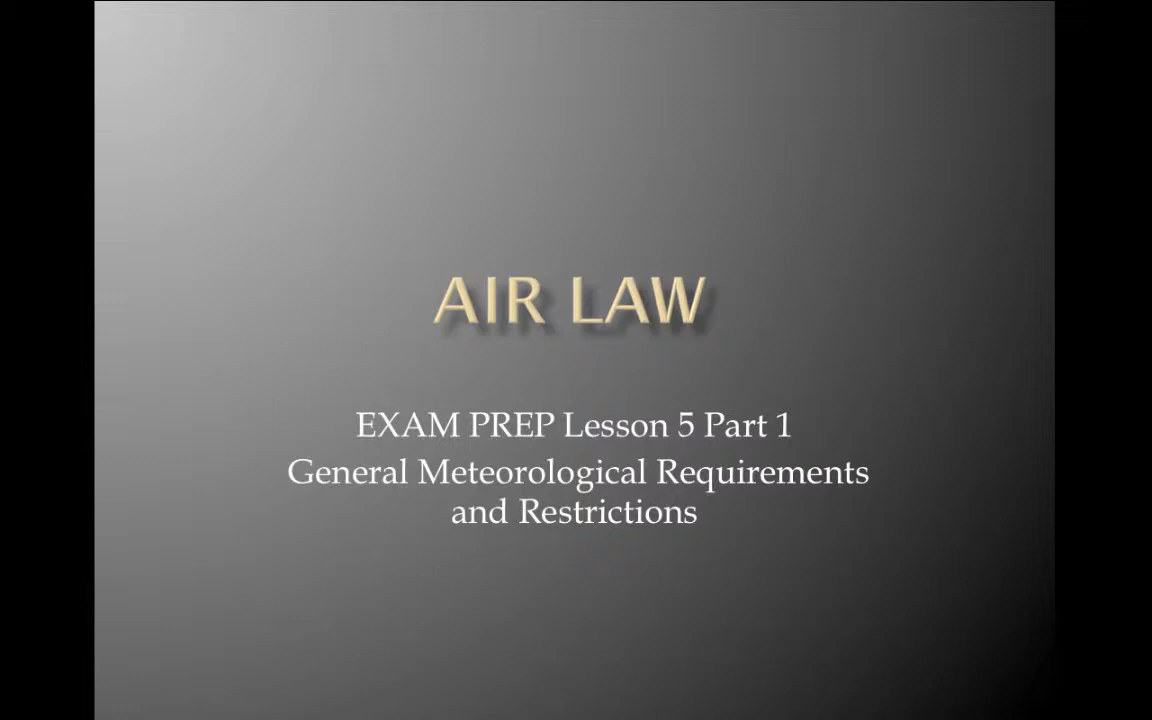 AIR LAW
EXAM PREP Lesson 5 Part 1
General Meteorological Requirements
and Restrictions